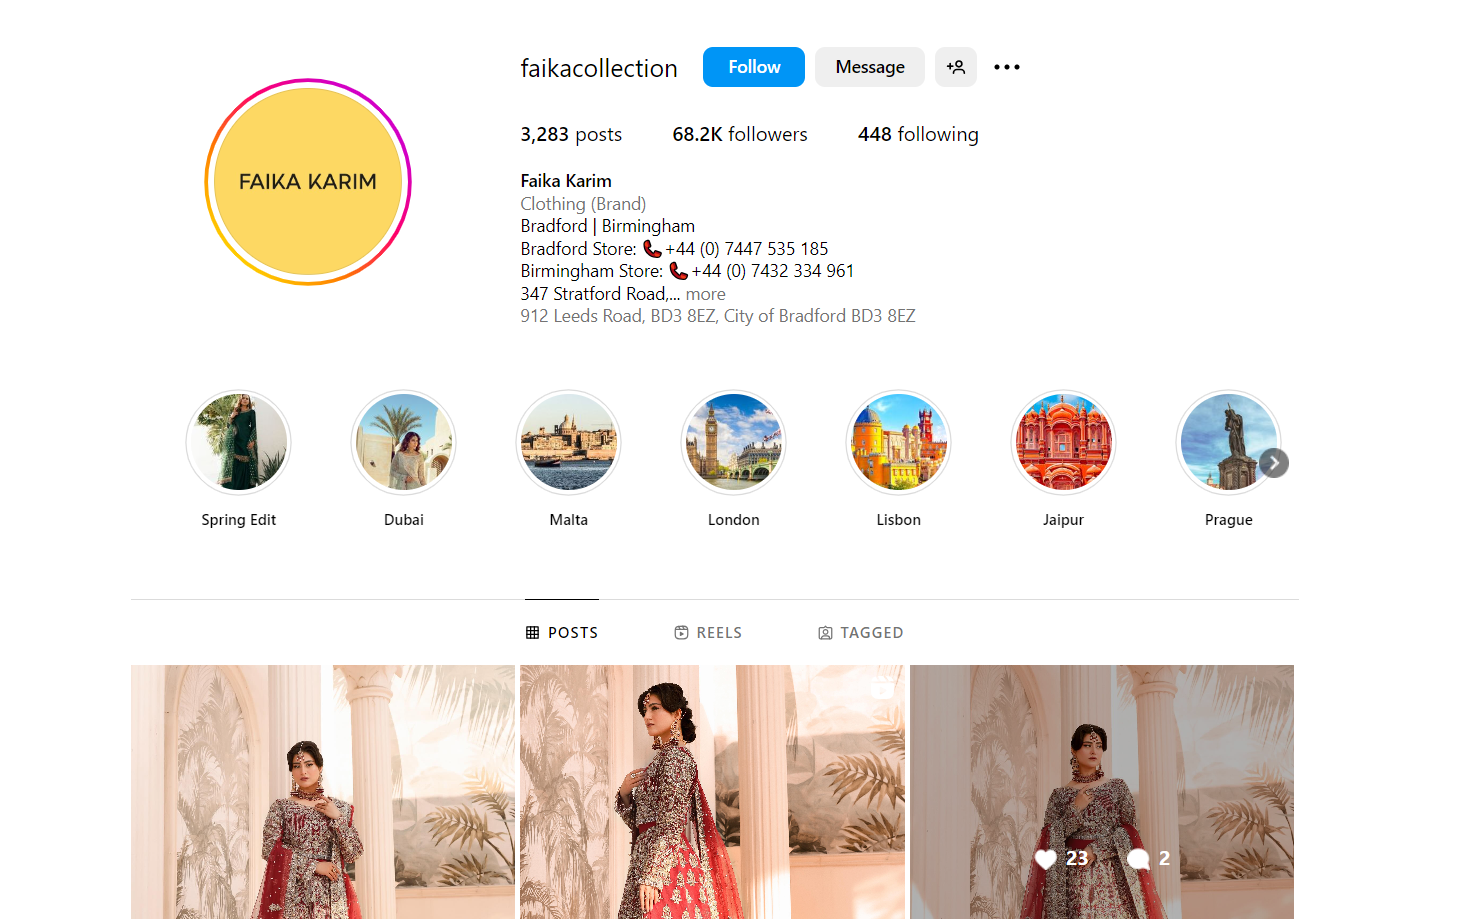 faikacollection Follow Message
3,283 posts 68.2K followers 448 following
FAIKA KARIM
Faika Karim
Clothing (Brand)
Bradford | Birmingham
Bradford Store: 📞+44 (0) 7447 535 185
Birmingham Store: 📞+44 (0) 7432 334 961
347 Stratford Road,... more
912 Leeds Road, BD3 8EZ, City of Bradford BD3 8EZ
Spring Edit Dubai Malta London Lisbon Jaipur Prague
POSTS REELS TAGGED
23 2